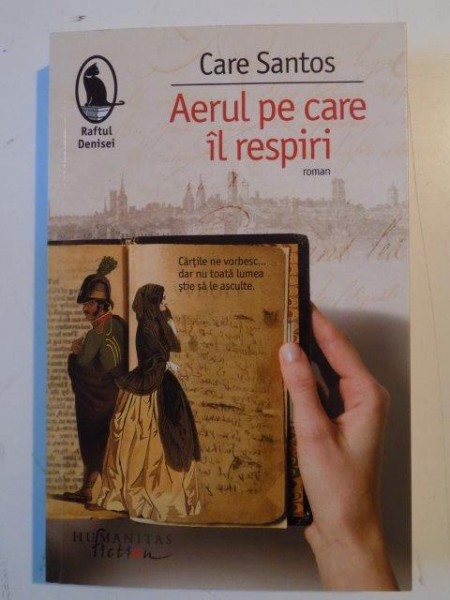 Care Santos
Aerul pe care
îl respiri
roman
Raftul
Denisei
Cărțile ne vorbesc...
dar nu toată lumea
știe să le asculte.
HUMANITAS
fiction